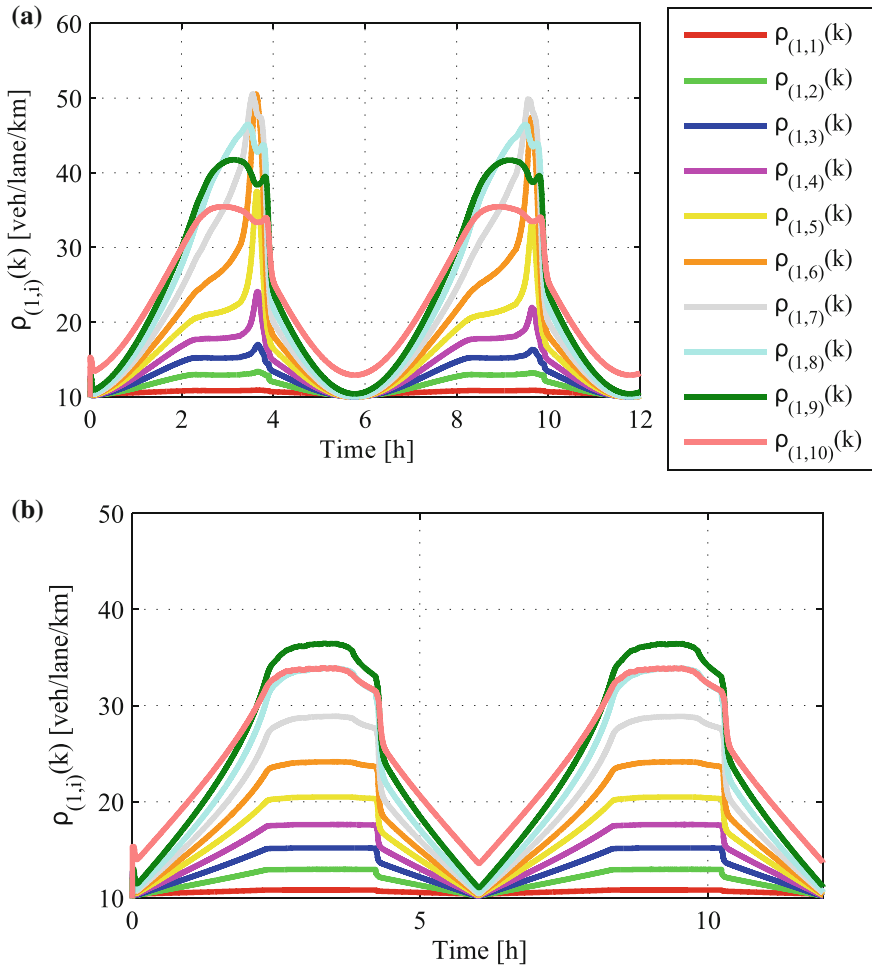 (a)
60
50
40
30
20
10
0
2
4
6
8
10
12
ρ(1,i)(k) [veh/lane/km]
Time [h]
ρ(1,1)(k)
ρ(1,2)(k)
ρ(1,3)(k)
ρ(1,4)(k)
ρ(1,5)(k)
ρ(1,6)(k)
ρ(1,7)(k)
ρ(1,8)(k)
ρ(1,9)(k)
ρ(1,10)(k)
(b)
50
40
30
20
10
0
5
10
ρ(1,i)(k) [veh/lane/km]
Time [h]